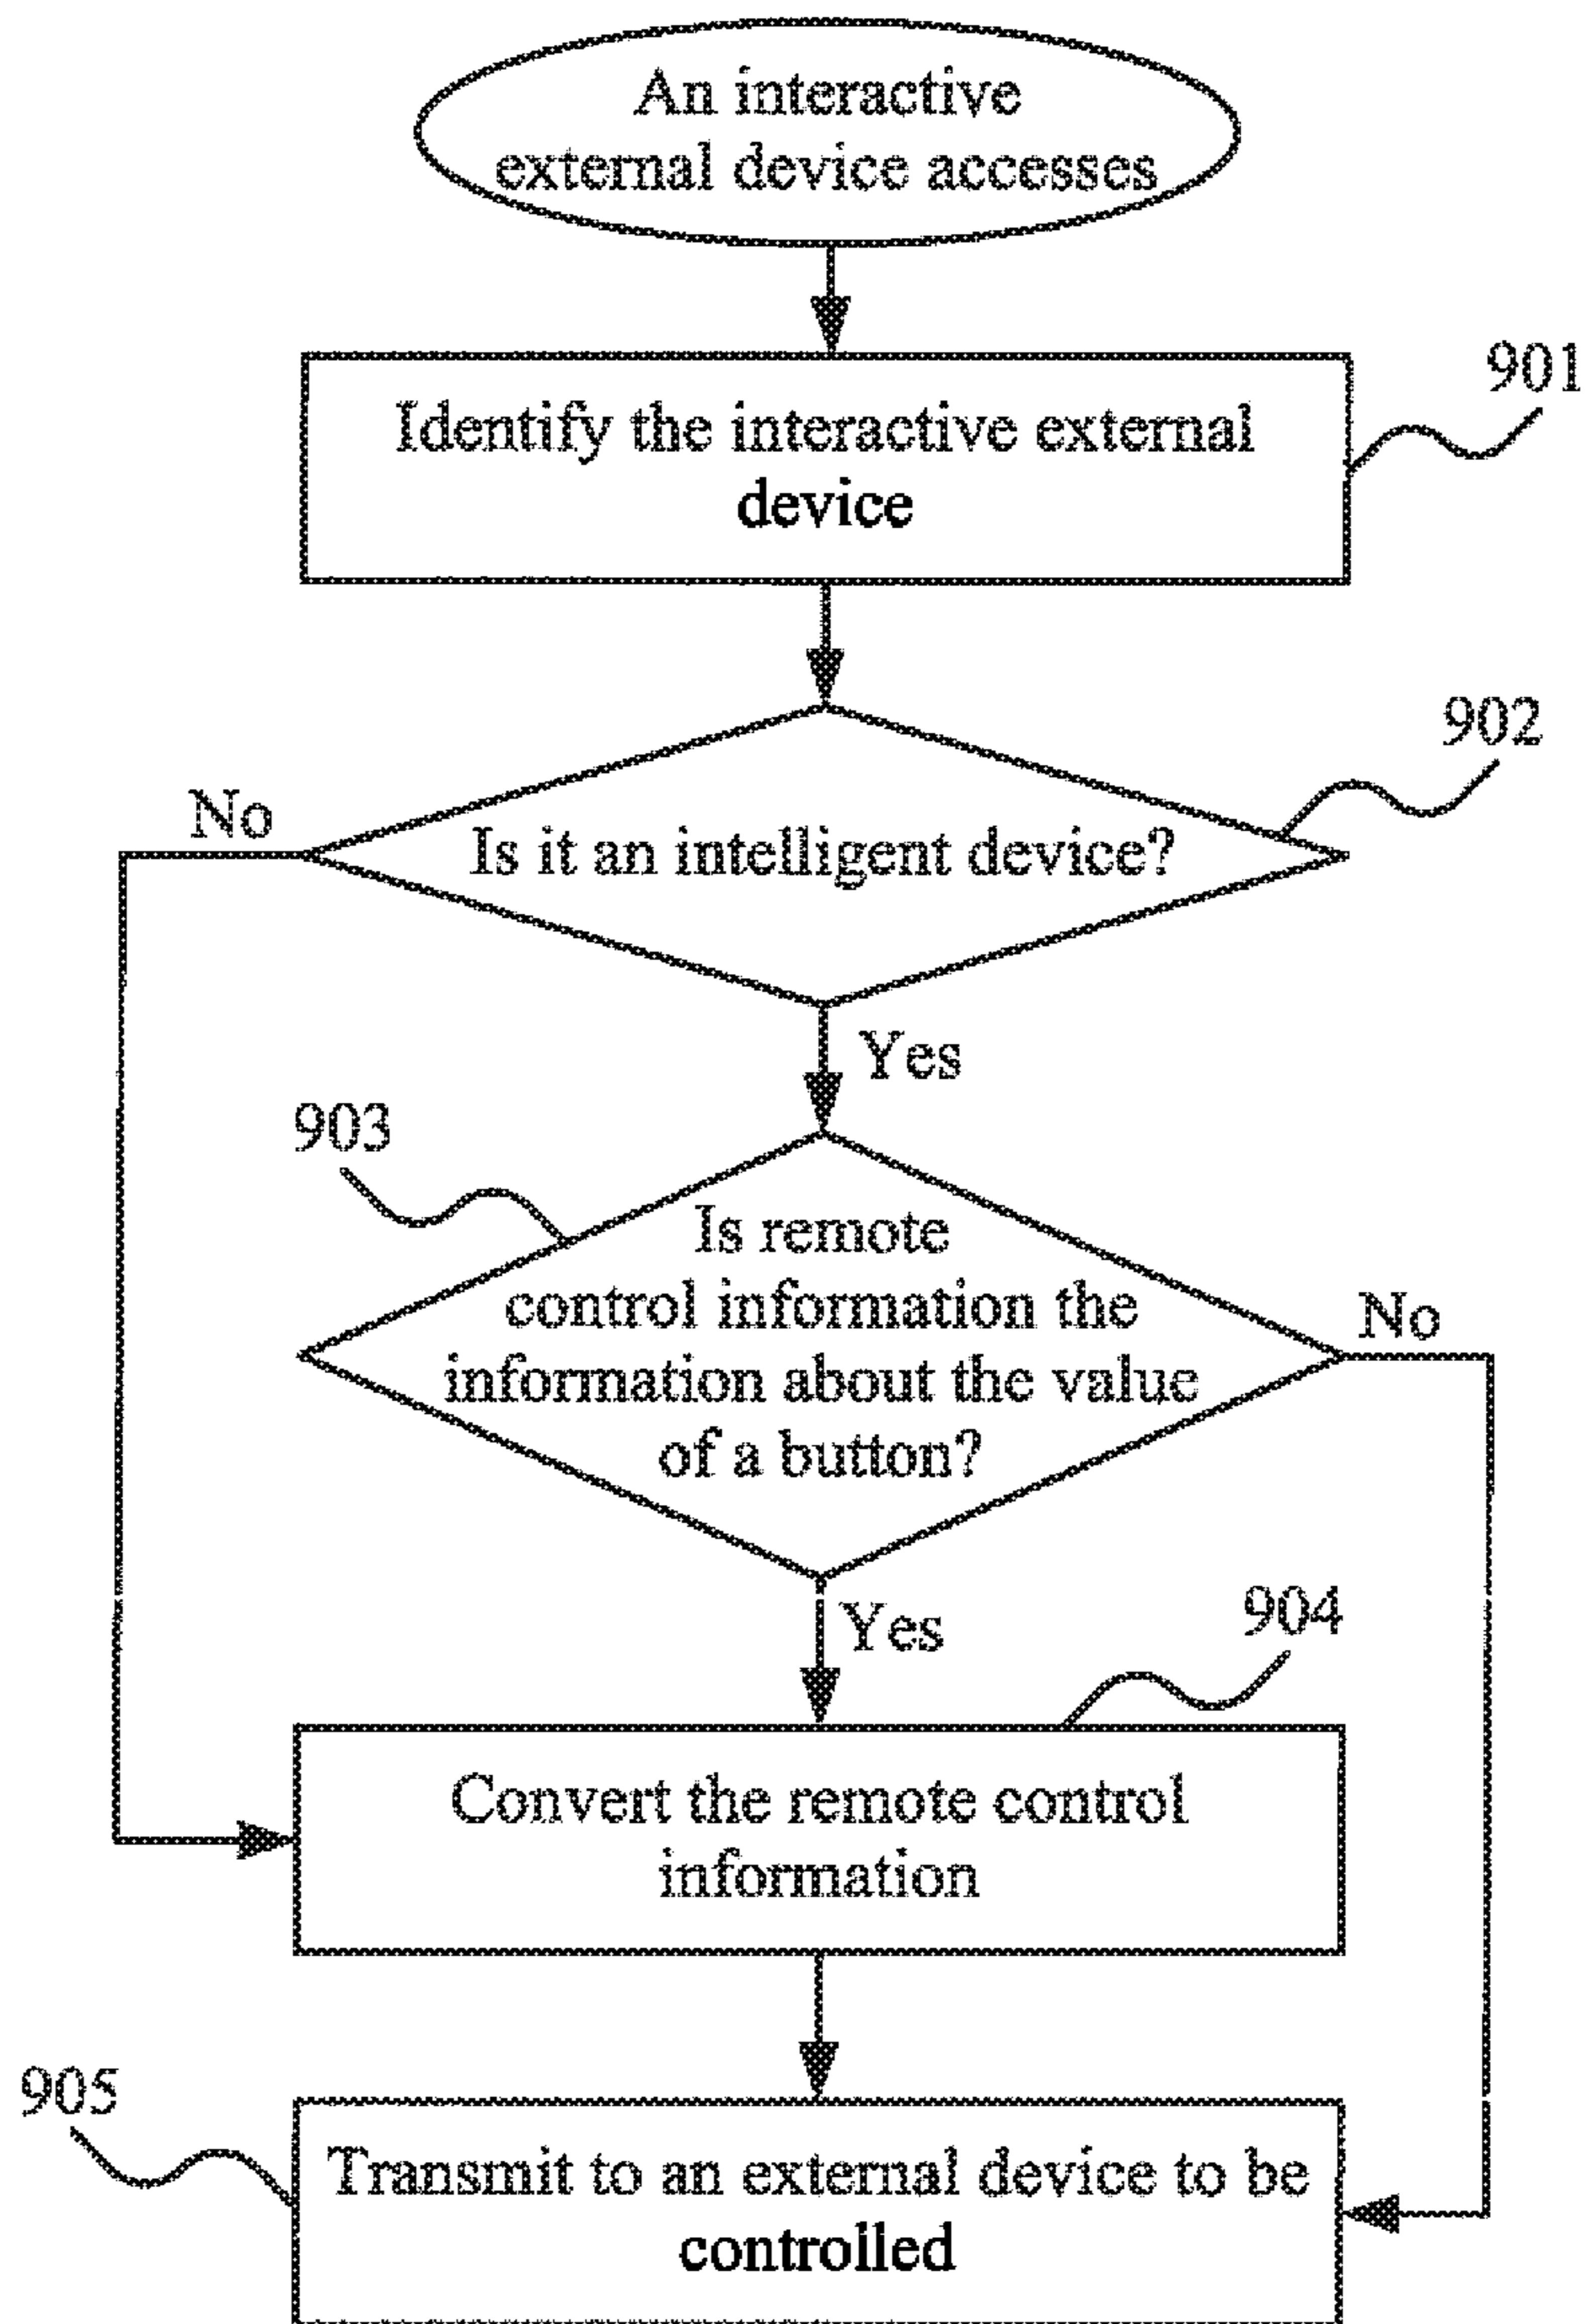 An interactive
external device accesses
901
Identify the interactive external
device
902
No
Is it an intelligent device?
Yes
903
Is remote
control information the
information about the value
of a button?
No
Yes
904
Convert the remote control
information
905
Transmit to an external device to be
controlled